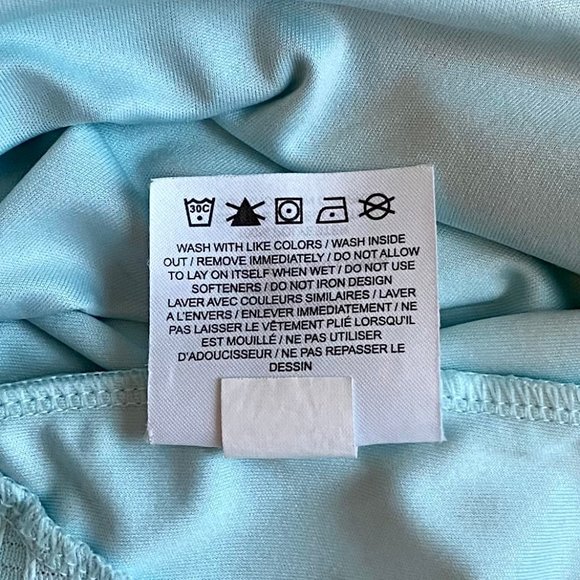 30C
WASH WITH LIKE COLORS / WASH INSIDE
OUT / REMOVE IMMEDIATELY / DO NOT ALLOW
TO LAY ON ITSELF WHEN WET / DO NOT USE
SOFTENERS / DO NOT IRON DESIGN
LAVER AVEC COULEURS SIMILAIRES / LAVER
A L'ENVERS / ENLEVER IMMEDIATEMENT / NE
PAS LAISSER LE VÊTEMENT PLIÉ LORSQU'IL
EST MOUILLÉ / NE PAS UTILISER
D'ADOUCISSEUR / NE PAS REPASSER LE
DESSIN